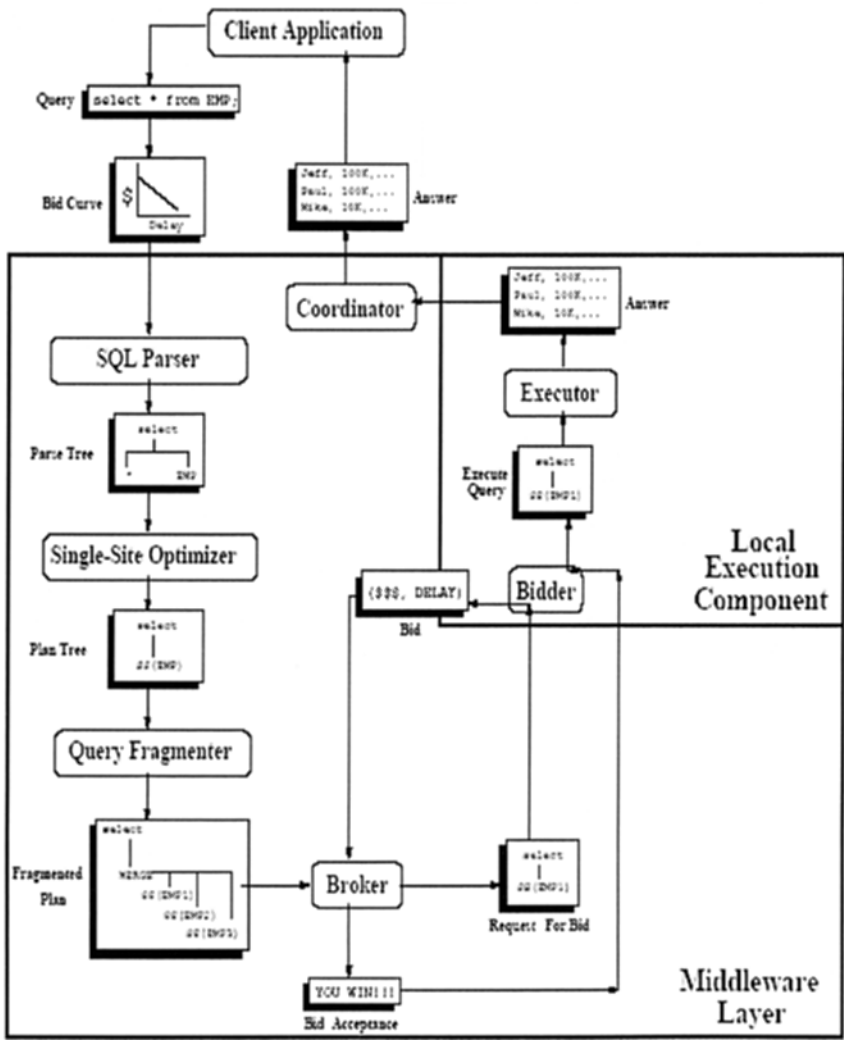 Client Application
Query
select * from EMP;
Bid Curve
$
Delay
Jeff, 100K,...
Paul, 100K,...
Mike, 10K,...
Answer
Coordinator
Jeff, 100K,...
Paul, 100K,...
Mike, 10K,...
Answer
SQL Parser
Executor
Parse Tree
select
* EMP
Execute
Query
select
SS(EMP1)
Single-Site Optimizer
Local
Execution
Component
($$$, DELAY)
Bid
Bidder
Plan Tree
select
SS(EMP)
Query Fragmenter
Fragmented
Plan
select
MERGE
SS(EMP1)
SS(EMP2)
SS(EMP3)
Broker
select
SS(EMP1)
Request For Bid
YOU WIN!!!
Bid Acceptance
Middleware
Layer